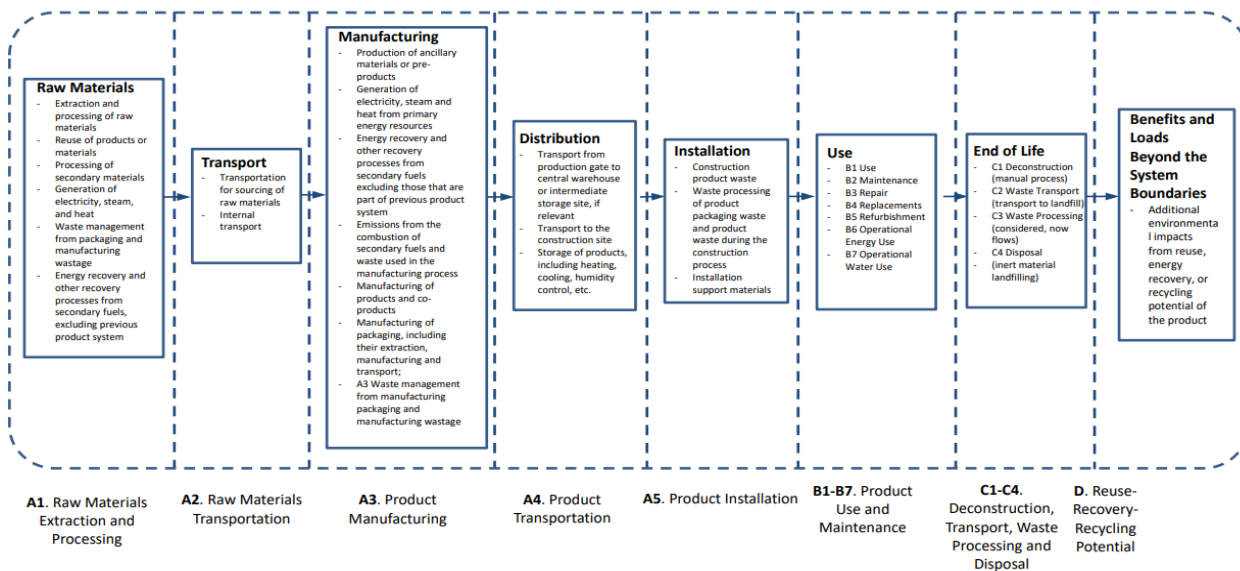 Raw Materials
- Extraction and
processing of raw
materials
- Reuse of products or
materials
- Processing of
secondary materials
- Generation of
electricity, steam,
and heat
- Waste management
from packaging and
manufacturing
wastage
- Energy recovery and
other recovery
processes from
secondary fuels,
excluding previous
product system
Transport
- Transportation
for sourcing of
raw materials
- Internal
transport
Manufacturing
- Production of ancillary
materials or pre-
products
- Generation of
electricity, steam and
heat from primary
energy resources
- Energy recovery and
other recovery
processes from
secondary fuels
excluding those that are
part of previous product
system
- Emissions from the
combustion of
secondary fuels and
waste used in the
manufacturing process
- Manufacturing of
products and co-
products
- Manufacturing of
packaging, including
their extraction,
manufacturing and
transport;
- A3 Waste management
from manufacturing
packaging and
manufacturing wastage
Distribution
- Transport from
production gate to
central warehouse
or intermediate
storage site, if
relevant
- Transport to the
construction site
- Storage of products,
including heating,
cooling, humidity
control, etc.
Installation
- Construction
product waste
- Waste processing
of product
packaging waste
and product
waste during the
construction
process
- Installation
support materials
Use
- B1 Use
- B2 Maintenance
- B3 Repair
- B4 Replacements
- B5 Refurbishment
- B6 Operational
Energy Use
- B7 Operational
Water Use
End of Life
- C1 Deconstruction
(manual process)
- C2 Waste Transport
(transport to landfill)
- C3 Waste Processing
(considered, now
flows)
- C4 Disposal
- (inert material
landfilling)
Benefits and
Loads
Beyond the
System
Boundaries
- Additional
environmenta
l impacts
from reuse,
energy
recovery, or
recycling
potential of
the product
A1. Raw Materials
Extraction and
Processing
A2. Raw Materials
Transportation
A3. Product
Manufacturing
A4. Product
Transportation
A5. Product Installation
B1-B7. Product
Use and
Maintenance
C1-C4.
Deconstruction,
Transport, Waste
Processing and
Disposal
D. Reuse-
Recovery-
Recycling
Potential